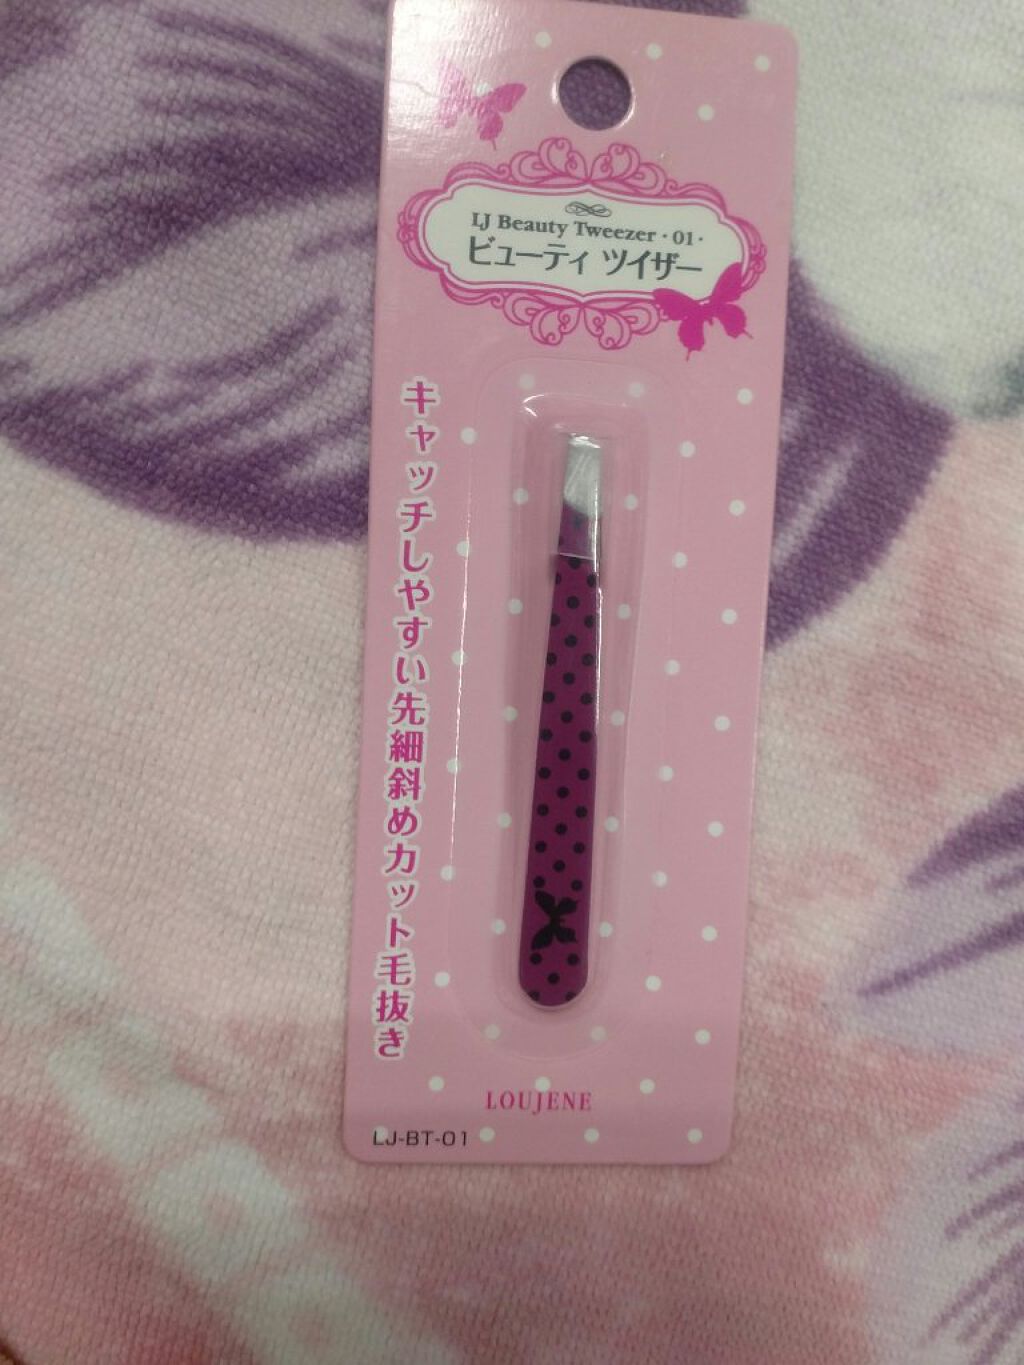 LJ Beauty Tweezer・01・
ビューティ ツイザー
キャッチしやすい先細斜めカット毛抜き
LOUJENE
LJ-BT-01